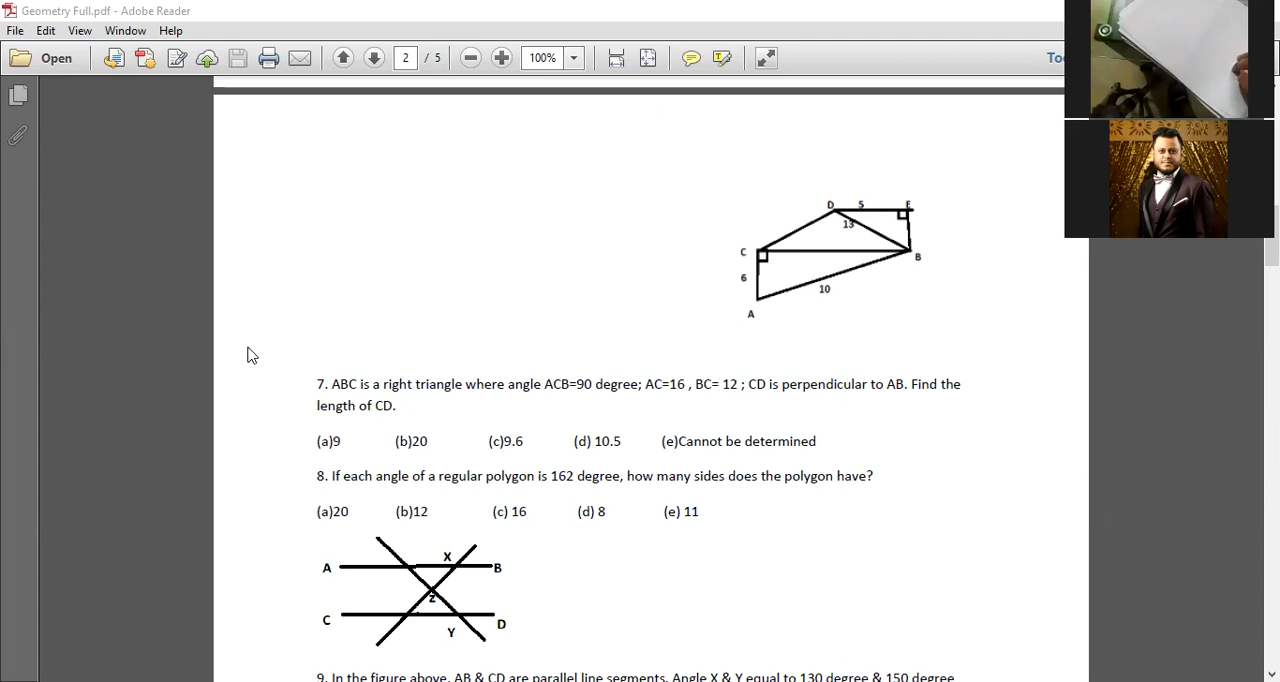 Geometry Full.pdf - Adobe Reader
File Edit View Window Help
Open 2 / 5 100%
D 5 E
13
C B
6
10
A
7. ABC is a right triangle where angle ACB=90 degree; AC=16 , BC= 12 ; CD is perpendicular to AB. Find the
length of CD.
(a)9 (b)20 (c)9.6 (d) 10.5 (e)Cannot be determined
8. If each angle of a regular polygon is 162 degree, how many sides does the polygon have?
(a)20 (b)12 (c) 16 (d) 8 (e) 11
X
A B
Z
C D
Y
9. In the figure above, AB & CD are parallel line segments. Angle X & Y equal to 130 degree & 150 degree